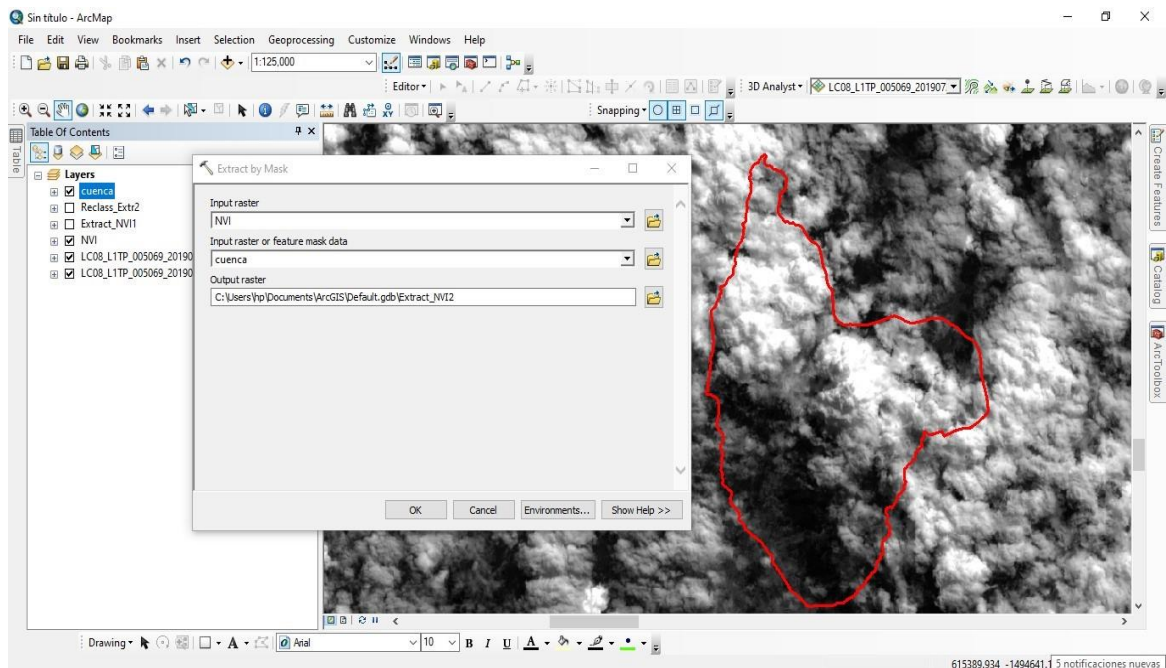 Sin título - ArcMap
File Edit View Bookmarks Insert Selection Geoprocessing Customize Windows Help
1:125,000
Editor
3D Analyst LC08_L1TP_005069_201907
Snapping
Table Of Contents
Table
Layers
cuenca
Reclass_Extr2
Extract_NVI1
NVI
LC08_L1TP_005069_20190
LC08_L1TP_005069_20190
Extract by Mask
Input raster
NVI
Input raster or feature mask data
cuenca
Output raster
C:\Users\hp\Documents\ArcGIS\Default.gdb\Extract_NVI2
OK Cancel Environments... Show Help >>
Create Features
Catalog
ArcToolbox
Drawing A Arial 10 B I U A
615389.934 -1494641.1 5 notificaciones nuevas